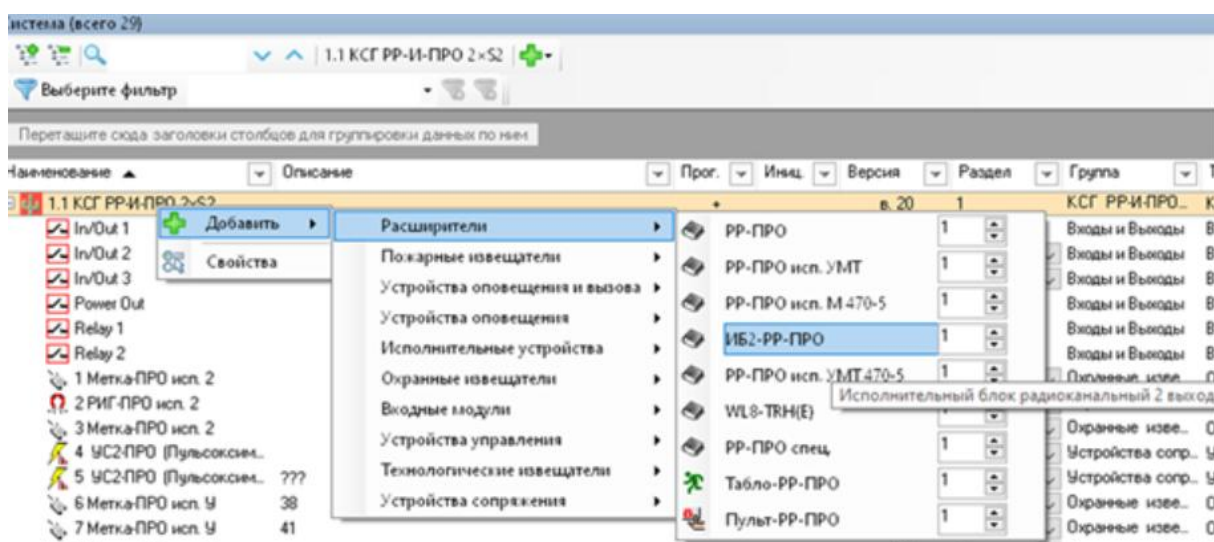 истема (всего 29)
1.1 КСГ РР-И-ПРО 2×S2
Выберите фильтр
Перетащите сюда заголовки столбцов для группировки данных по ним
Наименование Описание Прог. Иниц. Версия Раздел Группа Т
1.1 КСГ РР-И-ПРО 2×S2 + в. 20 1 КСГ РР-И-ПРО... К
In/Out 1 Добавить Расширители РР-ПРО 1 Входы и Выходы В
In/Out 2 Свойства Пожарные извещатели РР-ПРО исп. УМТ 1 Входы и Выходы В
In/Out 3 Устройства оповещения и вызова РР-ПРО исп. М 470-5 1 Входы и Выходы В
Power Out Устройства оповещения ИБ2-РР-ПРО 1 Входы и Выходы В
Relay 1 Исполнительные устройства РР-ПРО исп. УМТ 470-5 1 Входы и Выходы В
Relay 2 Охранные извещатели Исполнительный блок радиоканальный 2 выход Входы и Выходы В
1 Метка-ПРО исп. 2 Входные модули WL8-TRH(E) 1 Охранные изве... О
2 РИГ-ПРО исп. 2 Устройства управления РР-ПРО спец. 1
3 Метка-ПРО исп. 2 Технологические извещатели Табло-РР-ПРО 1 Охранные изве... О
4 УС2-ПРО (Пульсоксим... Устройства сопряжения Пульт-РР-ПРО 1 Устройства сопр... У
5 УС2-ПРО (Пульсоксим... ??? Устройства сопр... У
6 Метка-ПРО исп. У 38 Охранные изве... О
7 Метка-ПРО исп. У 41 Охранные изве... О